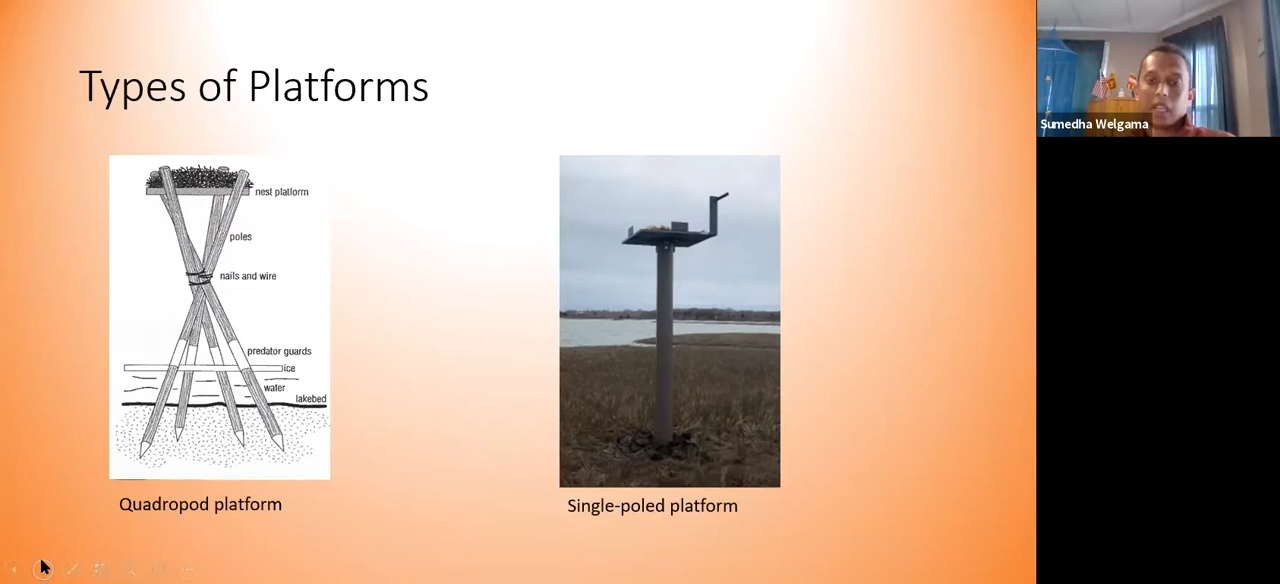 Types of Platforms
nest platform
poles
nails and wire
predator guards
ice
water
lakebed
Quadropod platform
Single-poled platform
Sumedha Welgama